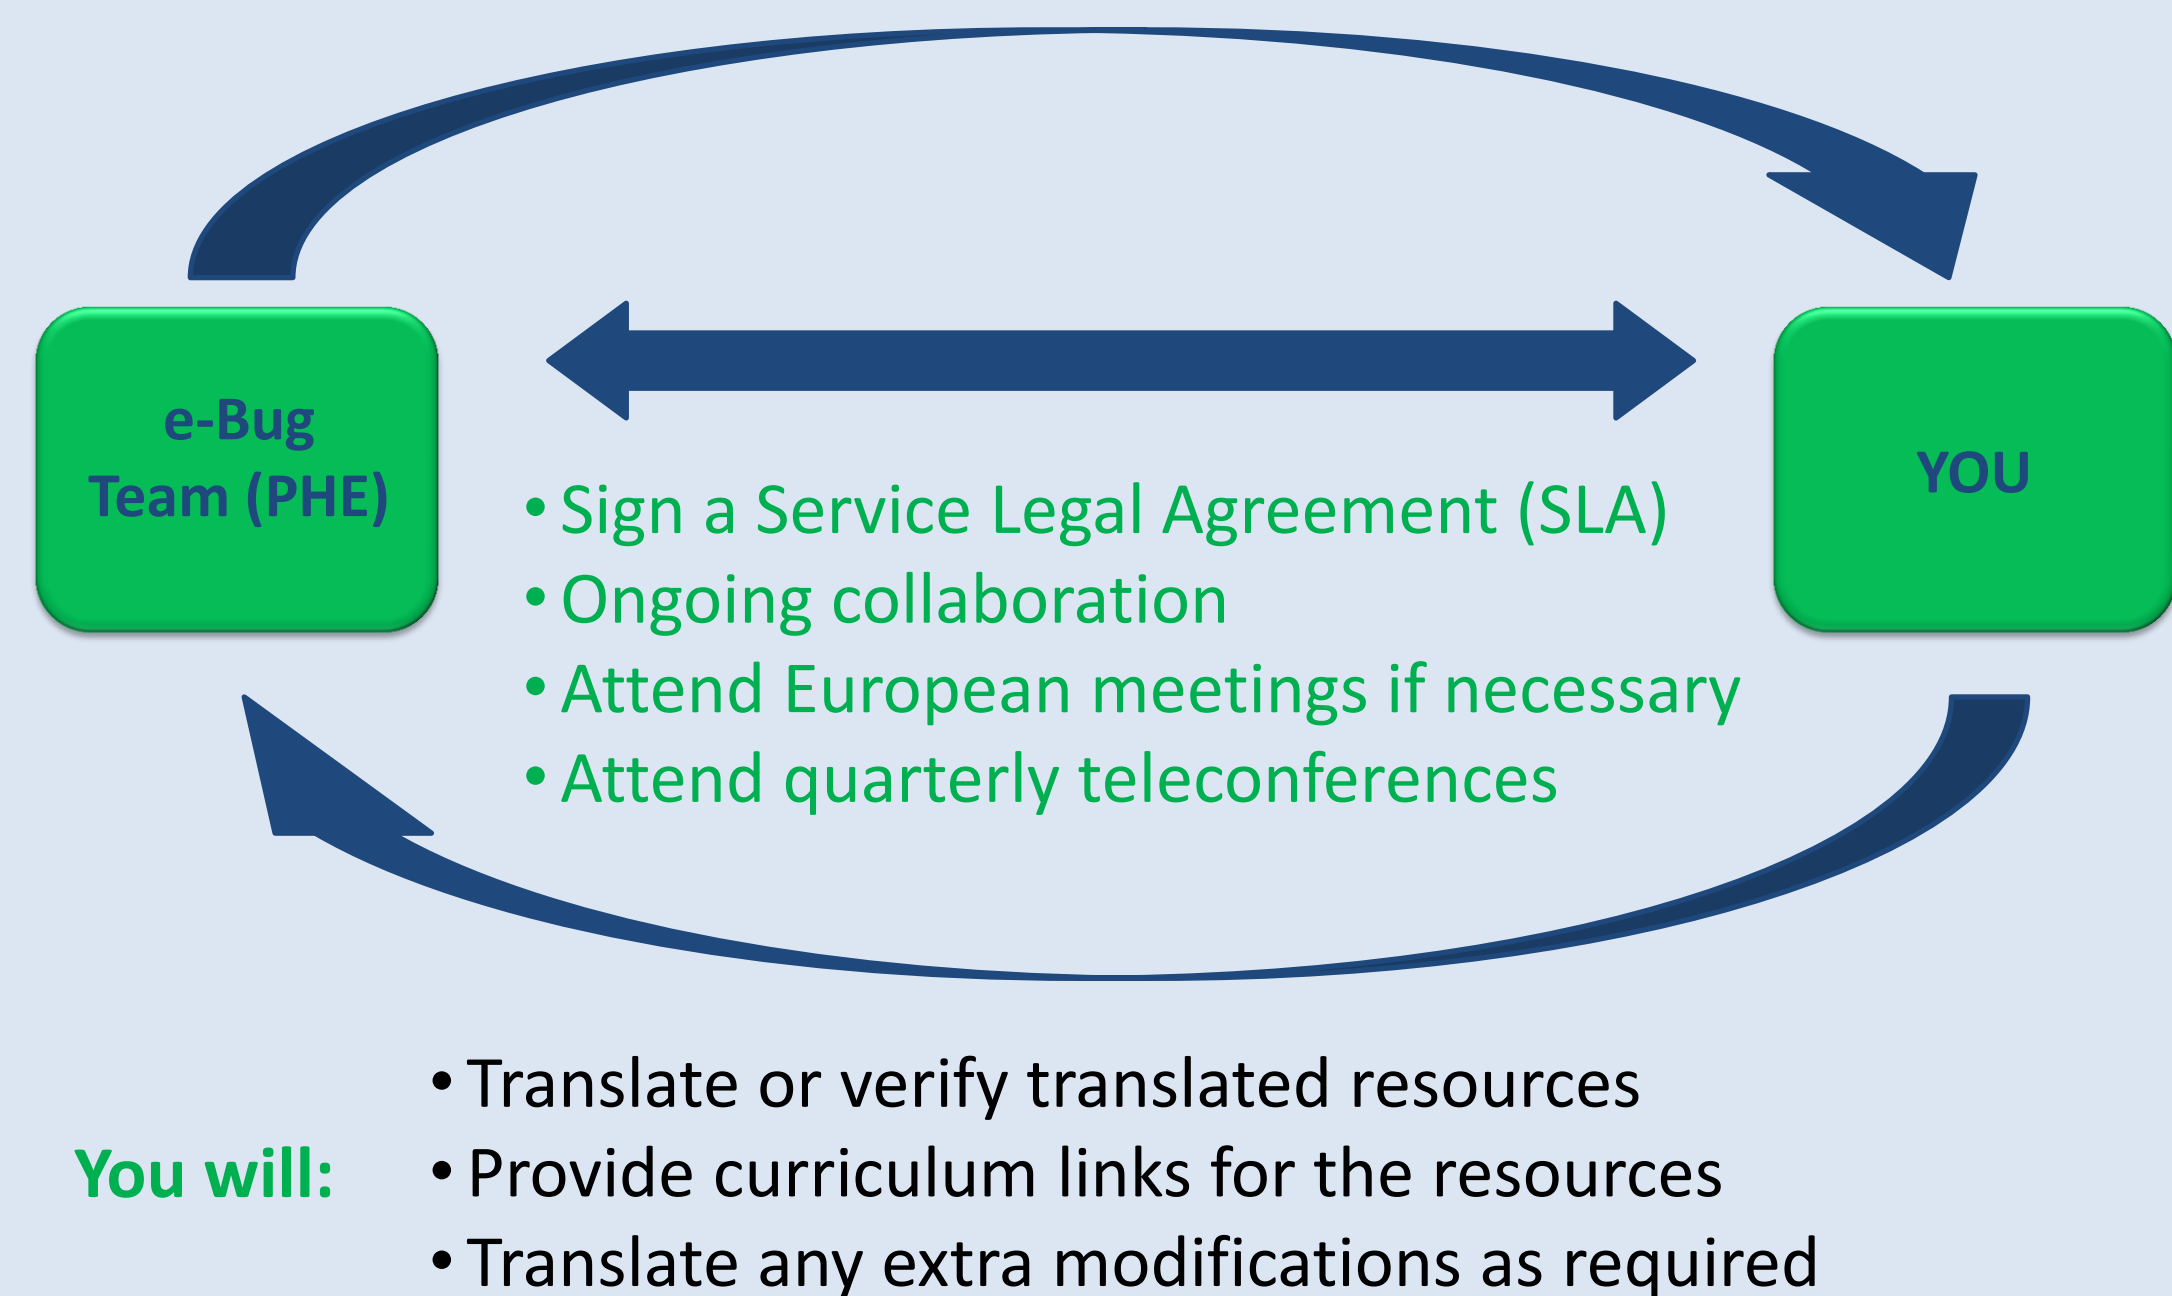 e-Bug
Team (PHE)
YOU
• Sign a Service Legal Agreement (SLA)
• Ongoing collaboration
• Attend European meetings if necessary
• Attend quarterly teleconferences
You will:
• Translate or verify translated resources
• Provide curriculum links for the resources
• Translate any extra modifications as required